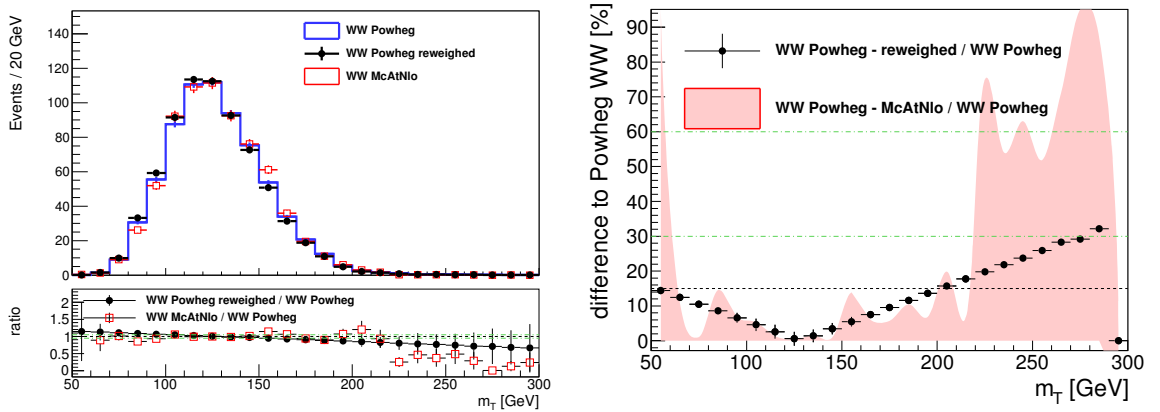 Events / 20 GeV
140
120
100
80
60
40
20
0
WW Powheg
WW Powheg reweighed
WW McAtNlo
ratio
2
1.5
1
0.5
0
WW Powheg reweighed / WW Powheg
WW McAtNlo / WW Powheg
50 100 150 200 250 300
m_T [GeV]
difference to Powheg WW [%]
90
80
70
60
50
40
30
20
10
0
WW Powheg - reweighed / WW Powheg
WW Powheg - McAtNlo / WW Powheg
50 100 150 200 250 300
m_T [GeV]